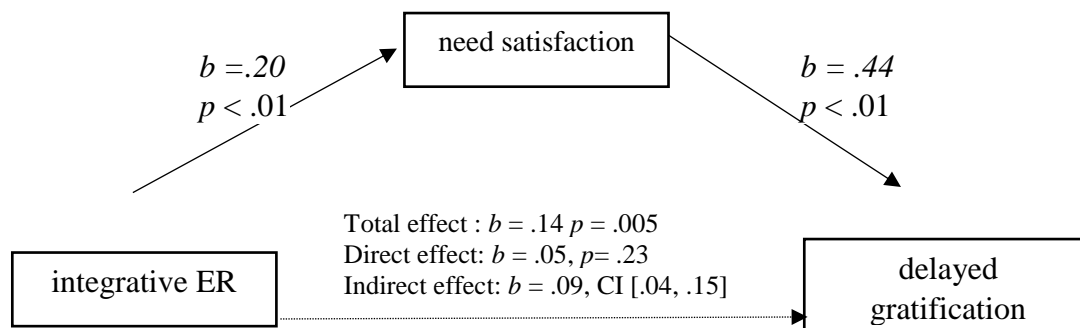 need satisfaction
b =.20
p < .01
b = .44
p < .01
Total effect : b = .14 p = .005
Direct effect: b = .05, p= .23
Indirect effect: b = .09, CI [.04, .15]
integrative ER
delayed
gratification